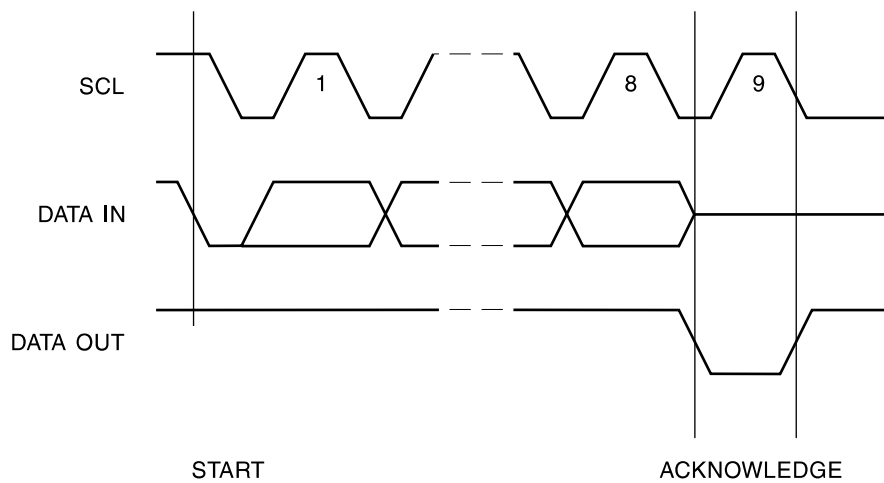 SCL
1
8
9
DATA IN
DATA OUT
START
ACKNOWLEDGE